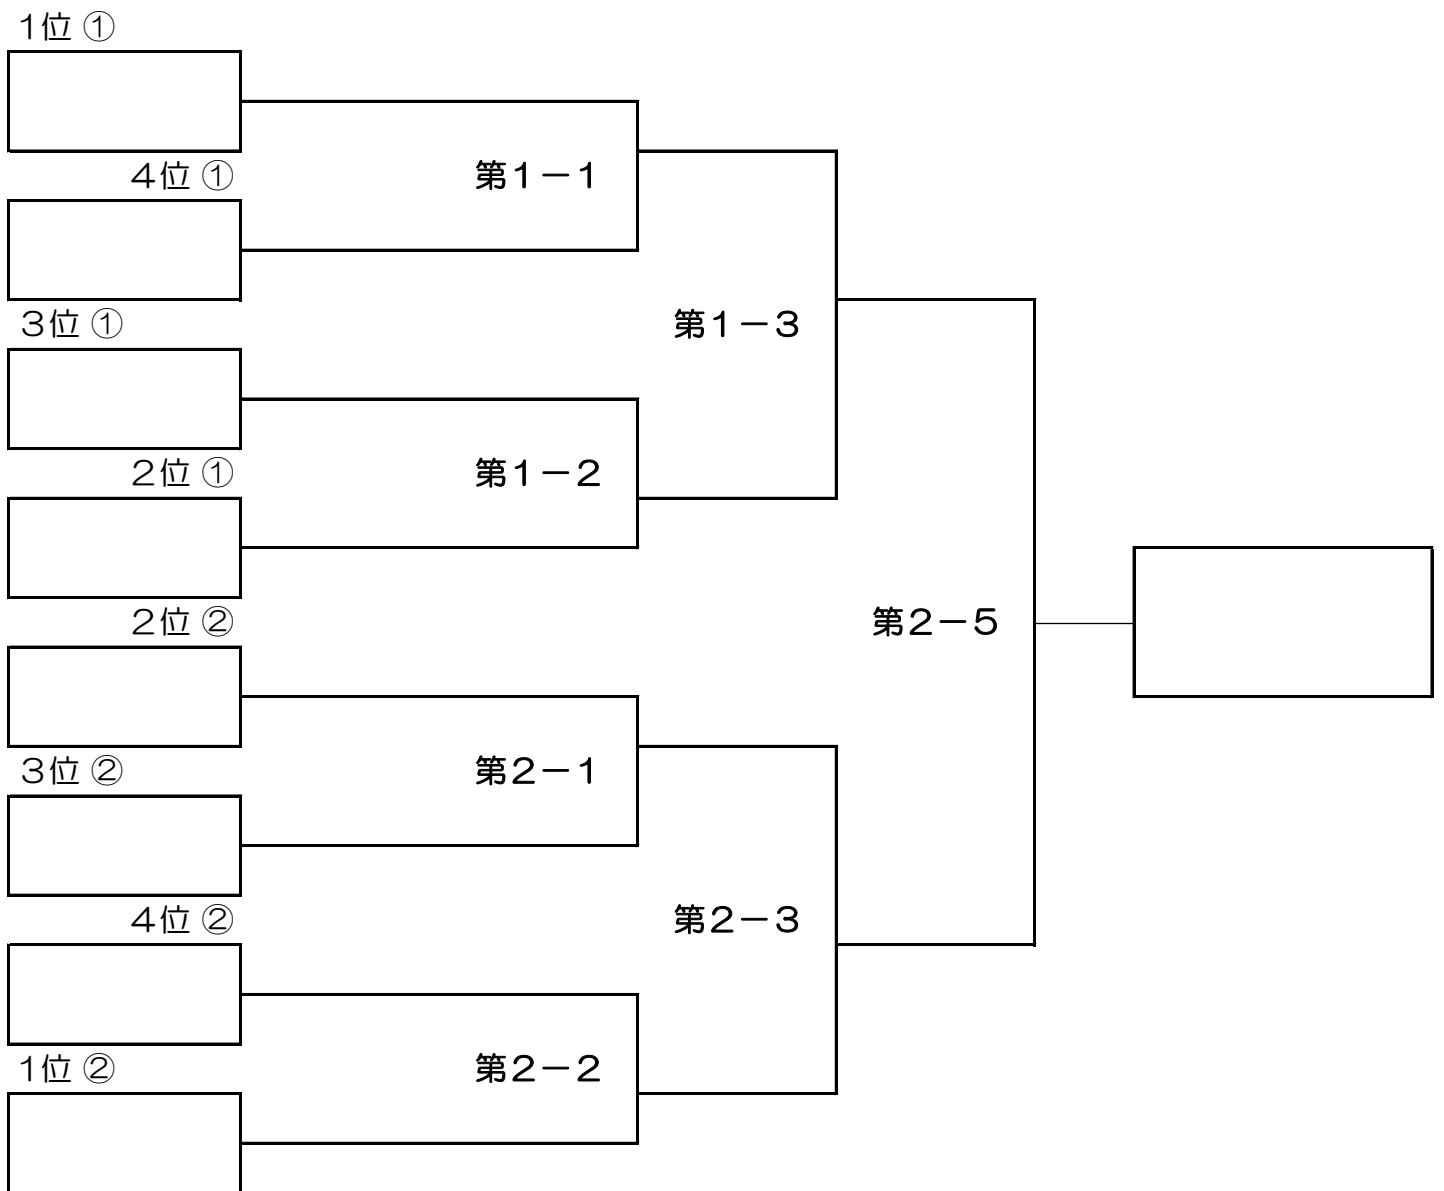 1位 ①
4位 ①
第1－1
3位 ①
第1－3
2位 ①
第1－2
2位 ②
第2－5
3位 ②
第2－1
4位 ②
第2－3
1位 ②
第2－2